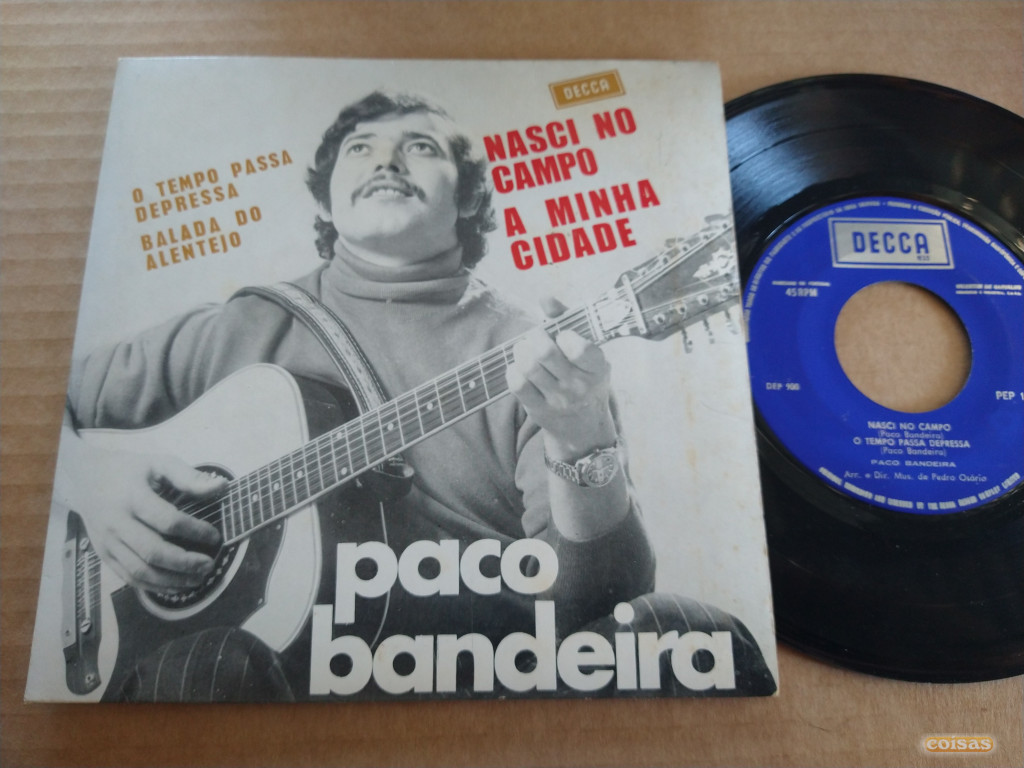 DECCA
NASCI NO
CAMPO
A MINHA
CIDADE
O TEMPO PASSA
DEPRESSA
BALADA DO
ALENTEJO
paco
bandeira
DECCA
45 RPM
DEP 100
PEP 1
NASCI NO CAMPO
(Paco Bandeira)
O TEMPO PASSA DEPRESSA
(Paco Bandeira)
PACO BANDEIRA
Arr. e Dir. Mus. de Pedro Osório
coisas